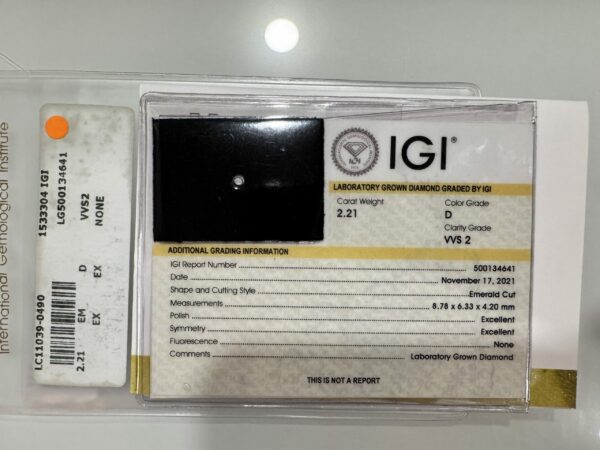 International Gemological Institute
1533304 IGI
LG500134641
VVS2
NONE
D
EX
EM
EX
2.21
LC11039-0490
IGI®
LABORATORY GROWN DIAMOND GRADED BY IGI
Carat Weight
2.21
Color Grade
D
Clarity Grade
VVS 2
ADDITIONAL GRADING INFORMATION
IGI Report Number 500134641
Date November 17, 2021
Shape and Cutting Style Emerald Cut
Measurements 8.78 x 6.33 x 4.20 mm
Polish Excellent
Symmetry Excellent
Fluorescence None
Comments Laboratory Grown Diamond
THIS IS NOT A REPORT